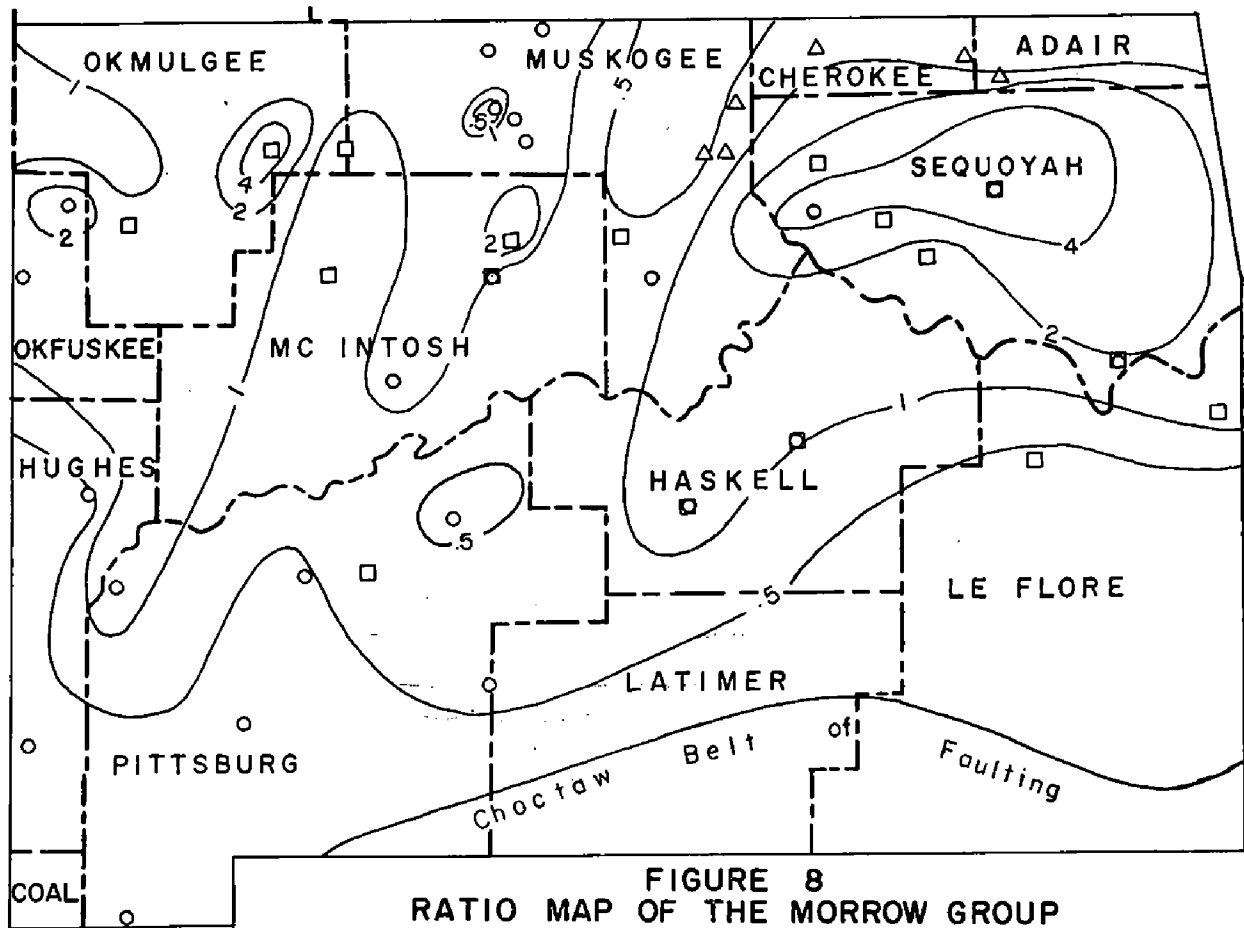 OKMULGEE
MUSKOGEE
ADAIR
CHEROKEE
1
.5
.5
1
SEQUOYAH
4
2
2
2
4
OKFUSKEE
MC INTOSH
2
1
1
HUGHES
HASKELL
.5
.5
LE FLORE
LATIMER
PITTSBURG
Choctaw Belt of Faulting
COAL
FIGURE 8
RATIO MAP OF THE MORROW GROUP